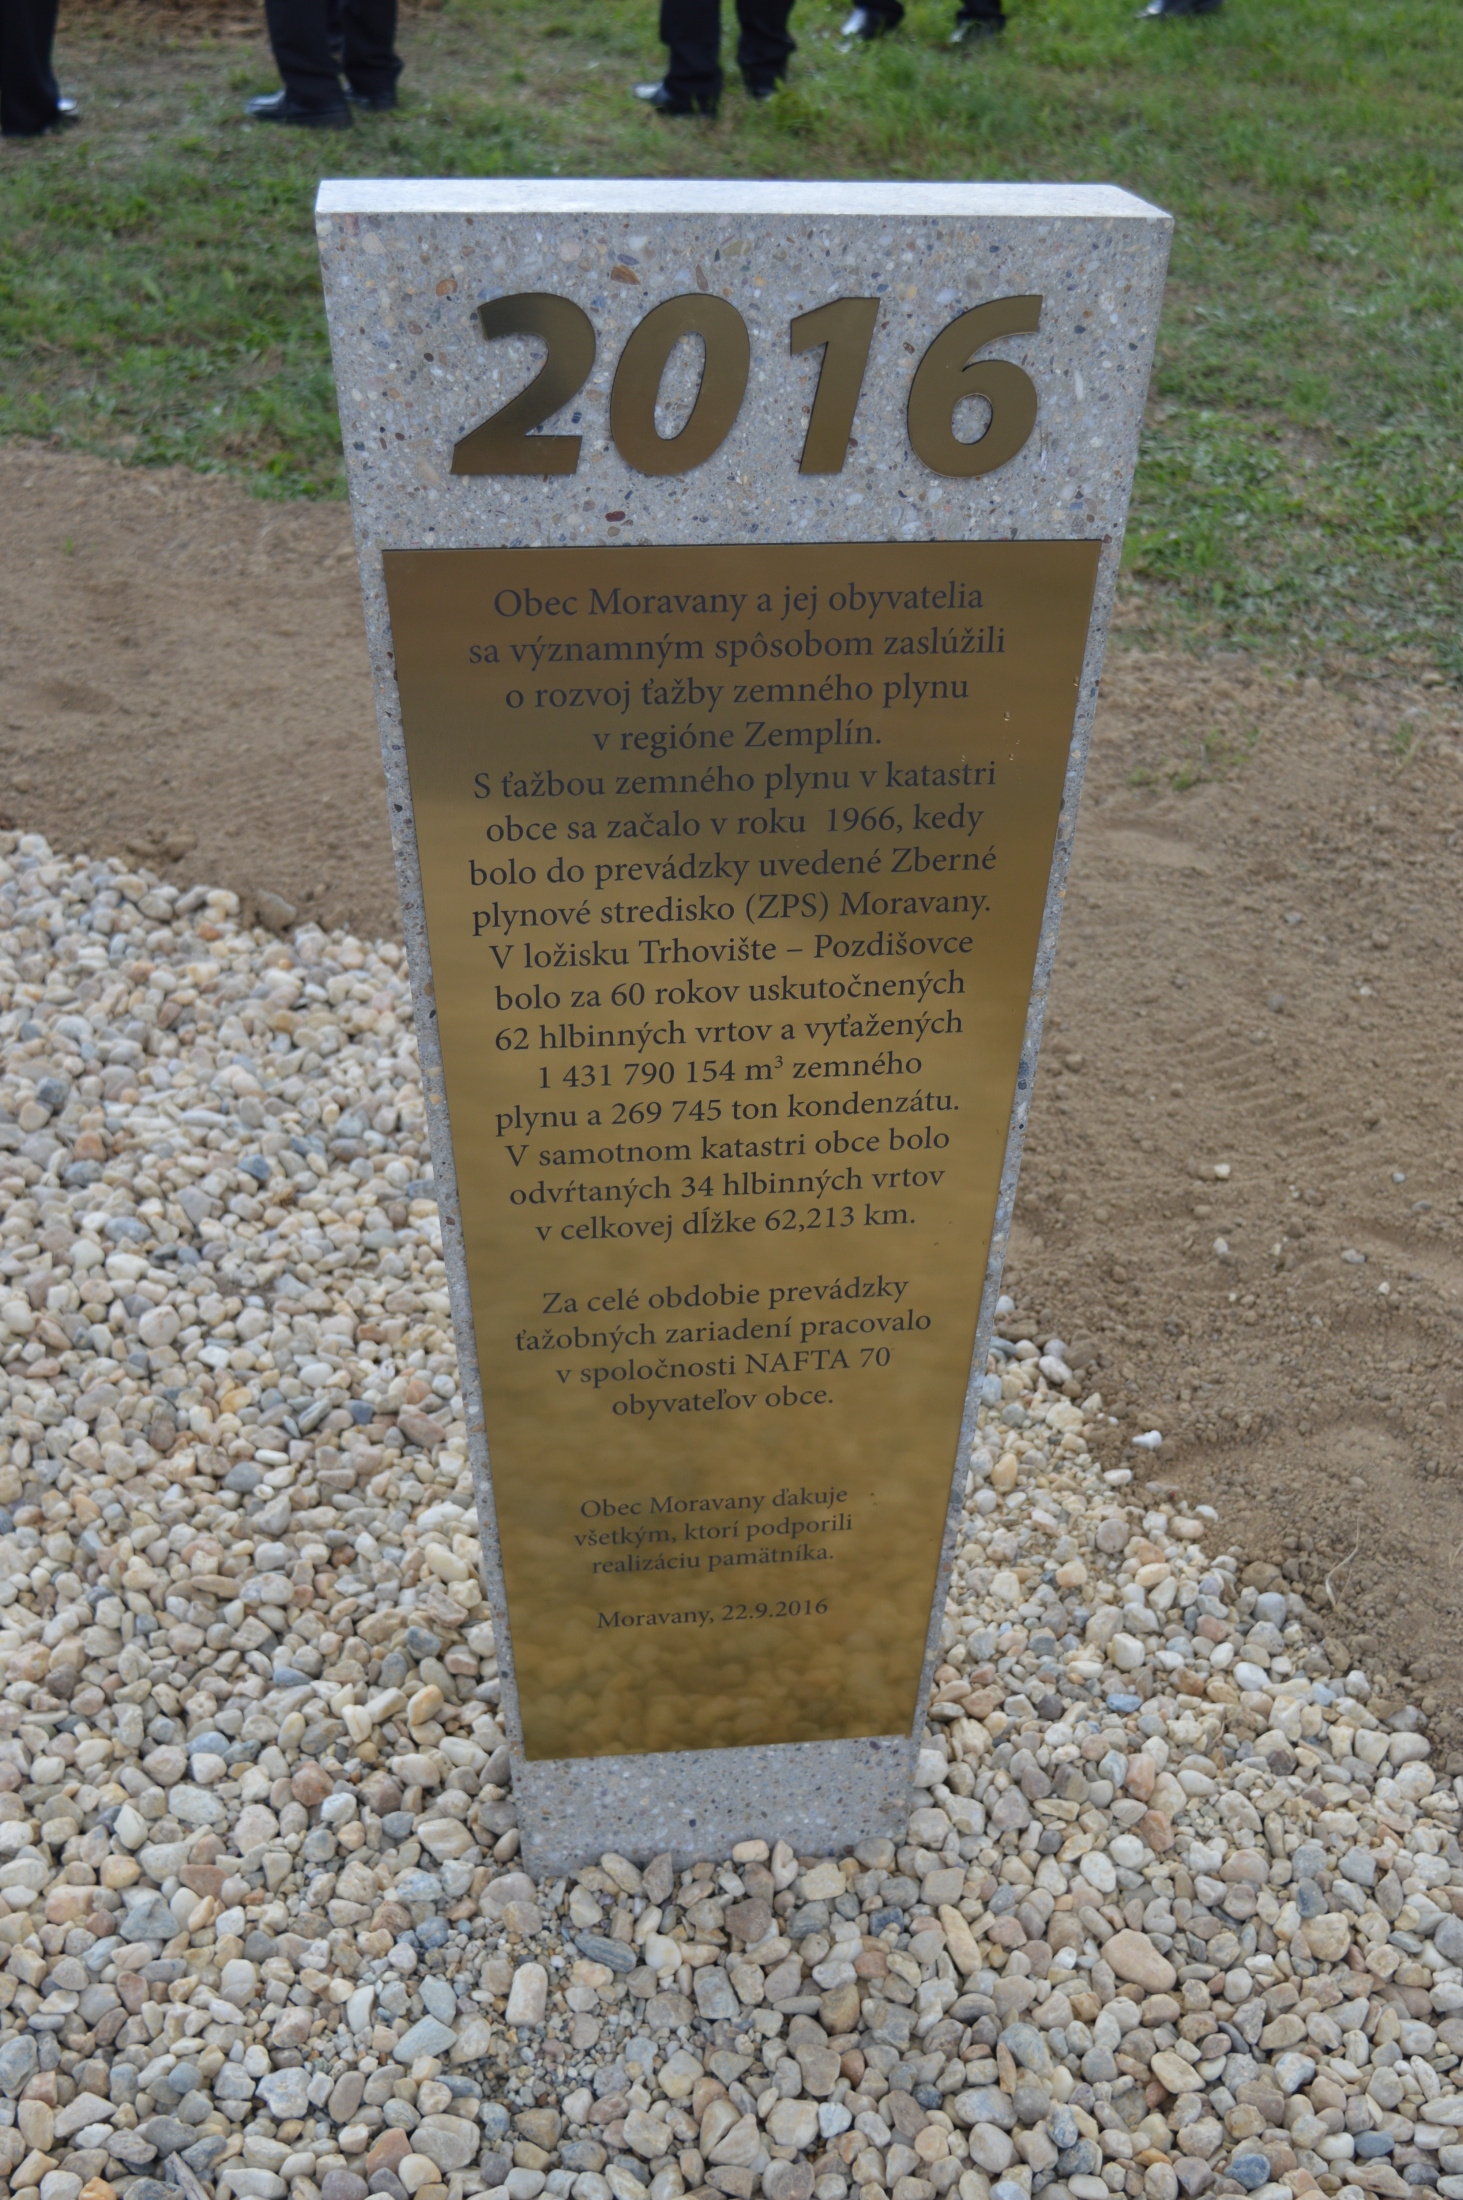 2016
Obec Moravany a jej obyvatelia
sa významným spôsobom zaslúžili
o rozvoj ťažby zemného plynu
v regióne Zemplín.
S ťažbou zemného plynu v katastri
obce sa začalo v roku 1966, kedy
bolo do prevádzky uvedené Zberné
plynové stredisko (ZPS) Moravany.
V ložisku Trhovište – Pozdišovce
bolo za 60 rokov uskutočnených
62 hlbinných vrtov a vyťažených
1 431 790 154 m³ zemného
plynu a 269 745 ton kondenzátu.
V samotnom katastri obce bolo
odvŕtaných 34 hlbinných vrtov
v celkovej dĺžke 62,213 km.
Za celé obdobie prevádzky
ťažobných zariadení pracovalo
v spoločnosti NAFTA 70
obyvateľov obce.
Obec Moravany ďakuje
všetkým, ktorí podporili
realizáciu pamätníka.
Moravany, 22.9.2016